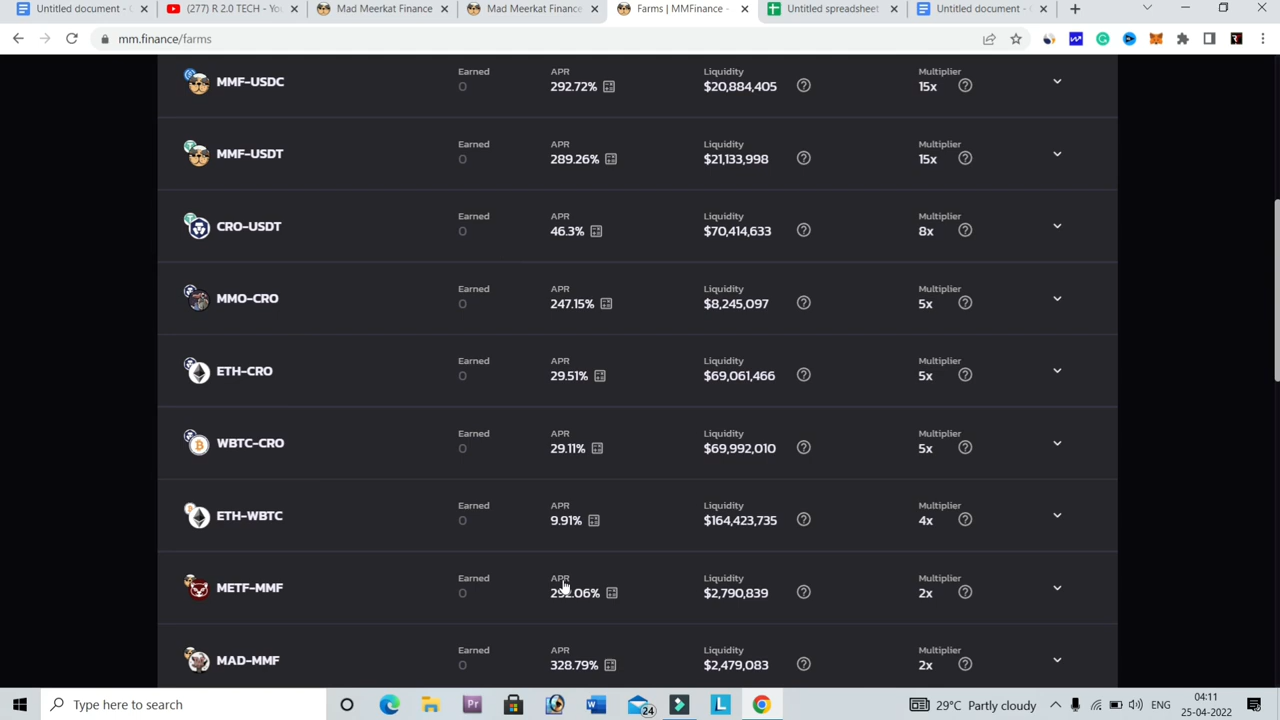 Untitled document - G
(277) R 2.0 TECH - You
Mad Meerkat Finance
Mad Meerkat Finance
Farms | MMFinance
Untitled spreadsheet
Untitled document - G
mm.finance/farms
MMF-USDC Earned 0 APR 292.72% Liquidity $20,884,405 Multiplier 15x
MMF-USDT Earned 0 APR 289.26% Liquidity $21,133,998 Multiplier 15x
CRO-USDT Earned 0 APR 46.3% Liquidity $70,414,633 Multiplier 8x
MMO-CRO Earned 0 APR 247.15% Liquidity $8,245,097 Multiplier 5x
ETH-CRO Earned 0 APR 29.51% Liquidity $69,061,466 Multiplier 5x
WBTC-CRO Earned 0 APR 29.11% Liquidity $69,992,010 Multiplier 5x
ETH-WBTC Earned 0 APR 9.91% Liquidity $164,423,735 Multiplier 4x
METF-MMF Earned 0 APR 292.06% Liquidity $2,790,839 Multiplier 2x
MAD-MMF Earned 0 APR 328.79% Liquidity $2,479,083 Multiplier 2x
Type here to search
24
29°C Partly cloudy
ENG
04:11
25-04-2022